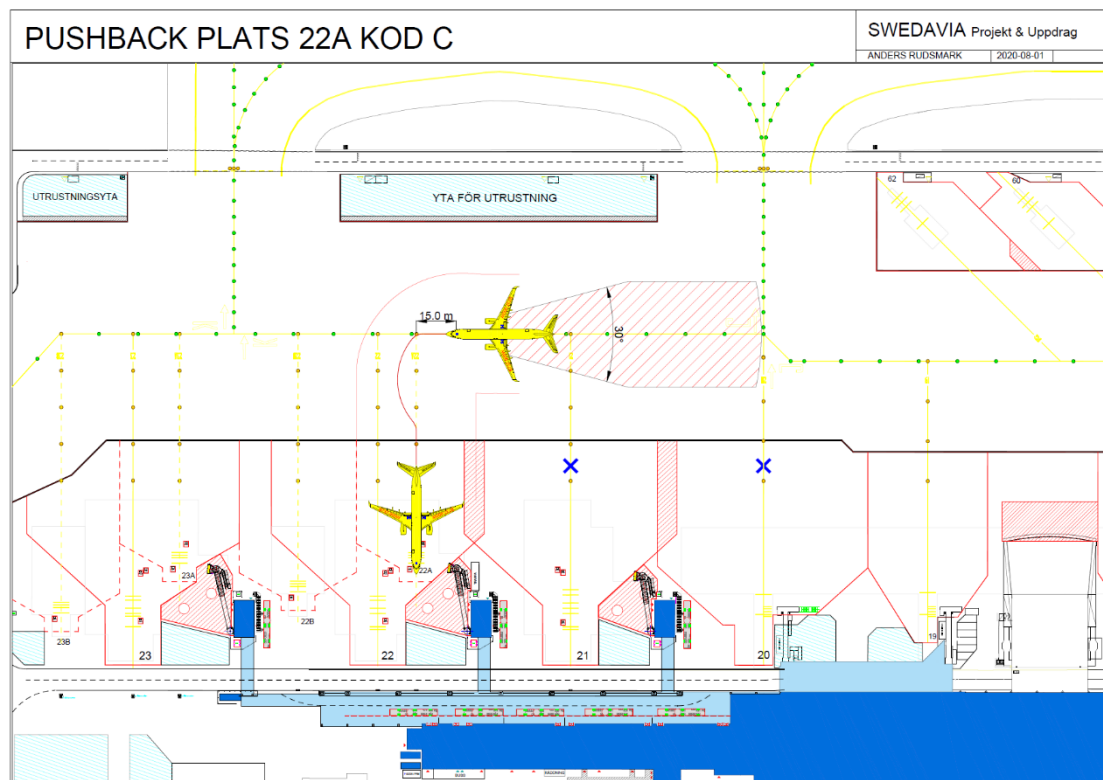 PUSHBACK PLATS 22A KOD C
SWEDAVIA Projekt & Uppdrag
ANDERS RUDSMARK
2020-08-01
UTRUSTNINGSYTA
YTA FÖR UTRUSTNING
62
60
15.0 m
30°
23A
22A
23B
22B
23
22
21
20
19